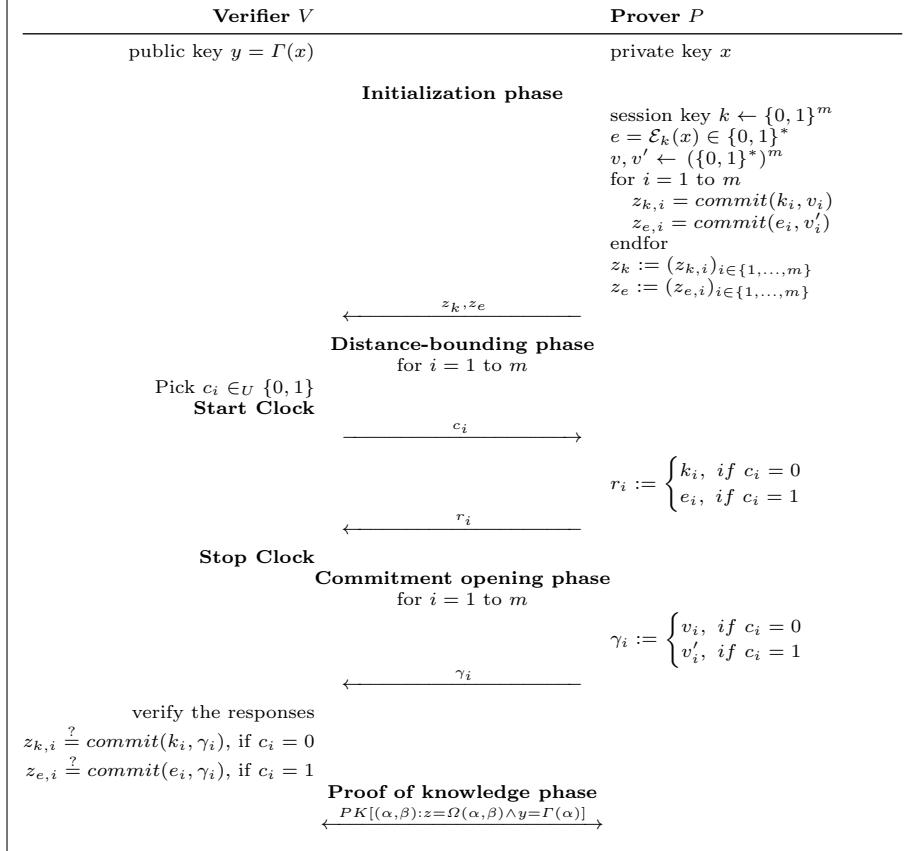 Verifier V Prover P
public key y = Γ(x) private key x
Initialization phase
session key k ← {0, 1}^m
e = ℰ_k(x) ∈ {0, 1}^*
v, v′ ← ({0, 1}^*)^m
for i = 1 to m
z_{k,i} = commit(k_i, v_i)
z_{e,i} = commit(e_i, v′_i)
endfor
z_k := (z_{k,i})_{i∈{1,...,m}}
z_e := (z_{e,i})_{i∈{1,...,m}}
z_k, z_e
Distance-bounding phase
for i = 1 to m
Pick c_i ∈_U {0, 1}
Start Clock
c_i
r_i := { k_i, if c_i = 0
e_i, if c_i = 1
r_i
Stop Clock
Commitment opening phase
for i = 1 to m
γ_i := { v_i, if c_i = 0
v′_i, if c_i = 1
γ_i
verify the responses
z_{k,i} ≟ commit(k_i, γ_i), if c_i = 0
z_{e,i} ≟ commit(e_i, γ_i), if c_i = 1
Proof of knowledge phase
PK[(α,β):z=Ω(α,β)∧y=Γ(α)]